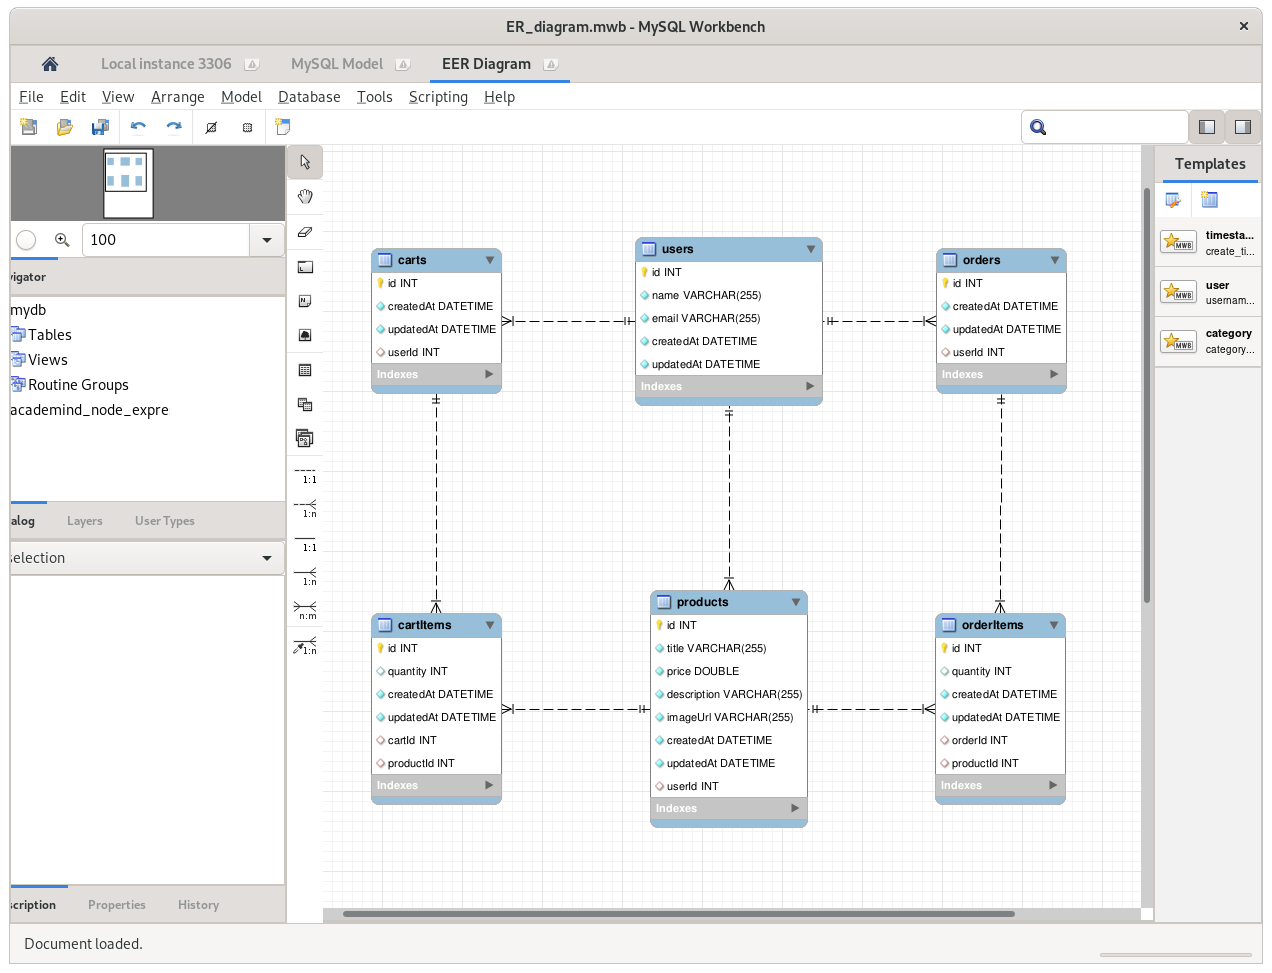 ER_diagram.mwb - MySQL Workbench
Local instance 3306
MySQL Model
EER Diagram
File Edit View Arrange Model Database Tools Scripting Help
100
vigator
mydb
Tables
Views
Routine Groups
academind_node_expre
alog Layers User Types
selection
scription Properties History
Document loaded.
1:1
1:n
1:1
1:n
n:m
1:n
carts
id INT
createdAt DATETIME
updatedAt DATETIME
userId INT
Indexes
users
id INT
name VARCHAR(255)
email VARCHAR(255)
createdAt DATETIME
updatedAt DATETIME
Indexes
orders
id INT
createdAt DATETIME
updatedAt DATETIME
userId INT
Indexes
cartItems
id INT
quantity INT
createdAt DATETIME
updatedAt DATETIME
cartId INT
productId INT
Indexes
products
id INT
title VARCHAR(255)
price DOUBLE
description VARCHAR(255)
imageUrl VARCHAR(255)
createdAt DATETIME
updatedAt DATETIME
userId INT
Indexes
orderItems
id INT
quantity INT
createdAt DATETIME
updatedAt DATETIME
orderId INT
productId INT
Indexes
Templates
MWB
timesta...
create_ti...
MWB
user
usernam...
MWB
category
category...